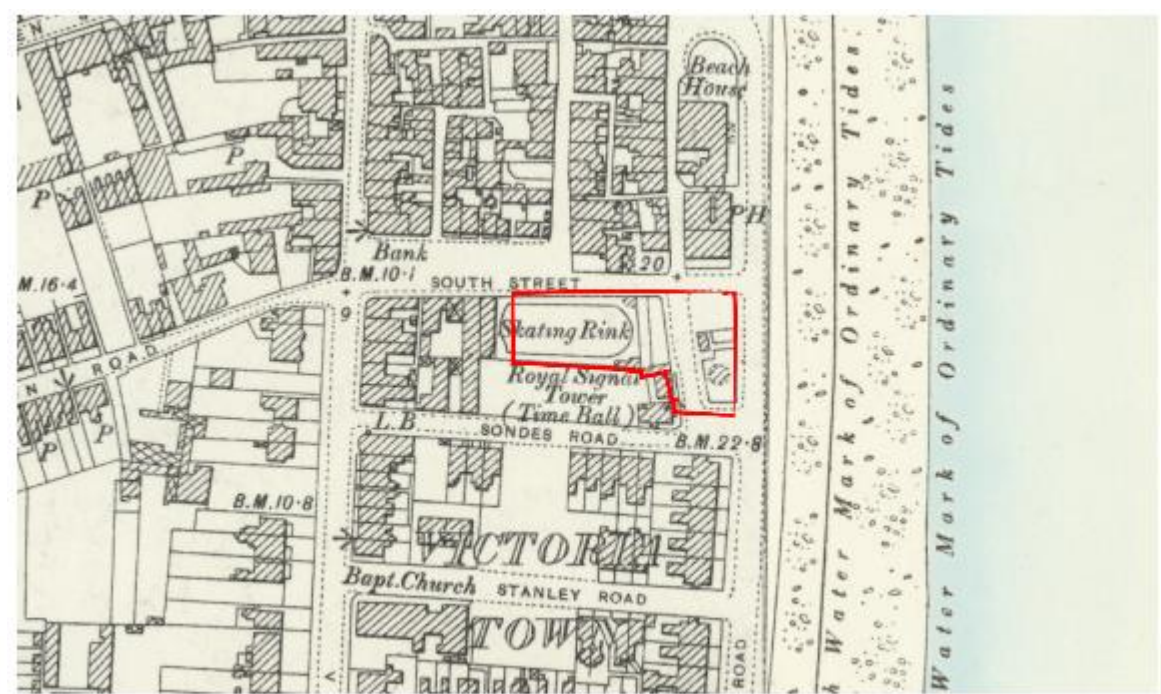 EN
Beach
House
P
P
P H
Bank
20
M.16·4
B.M.10·1
SOUTH STREET
9
Skating Rink
N ROAD
Royal Signal
Tower
(Time Ball)
P
P
L.B
SONDES ROAD
B.M.22·8
B.M.10·8
VICTORIA
Bapt. Church
STANLEY ROAD
TOWN
ROAD
h Water Mark of Ordinary Tides
Water Mark of Ordinary Tides